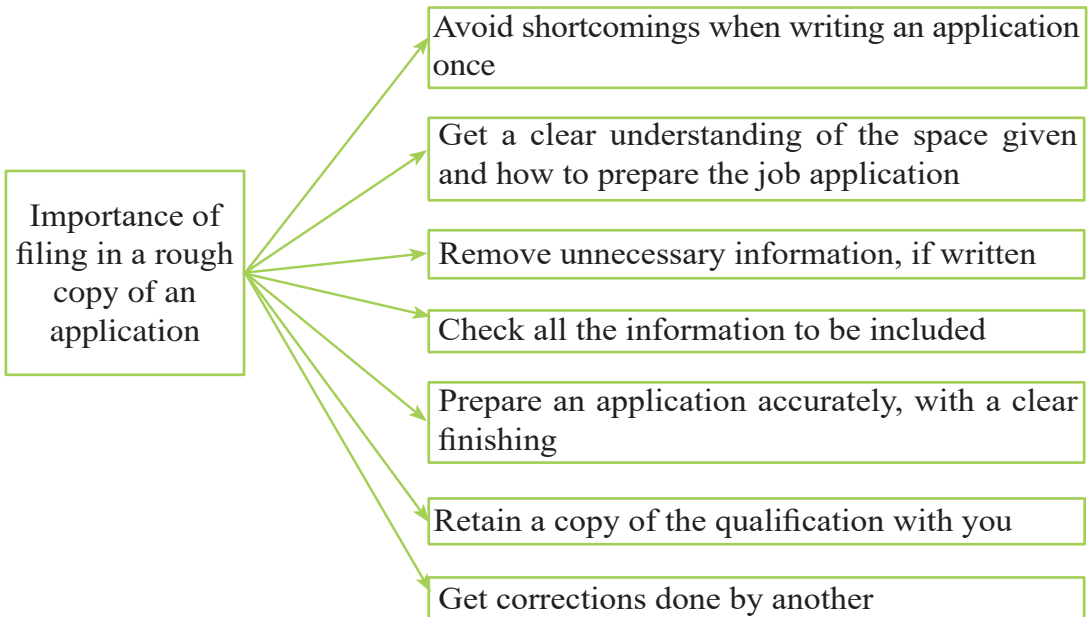 Importance of
filing in a rough
copy of an
application
Avoid shortcomings when writing an application
once
Get a clear understanding of the space given
and how to prepare the job application
Remove unnecessary information, if written
Check all the information to be included
Prepare an application accurately, with a clear
finishing
Retain a copy of the qualification with you
Get corrections done by another